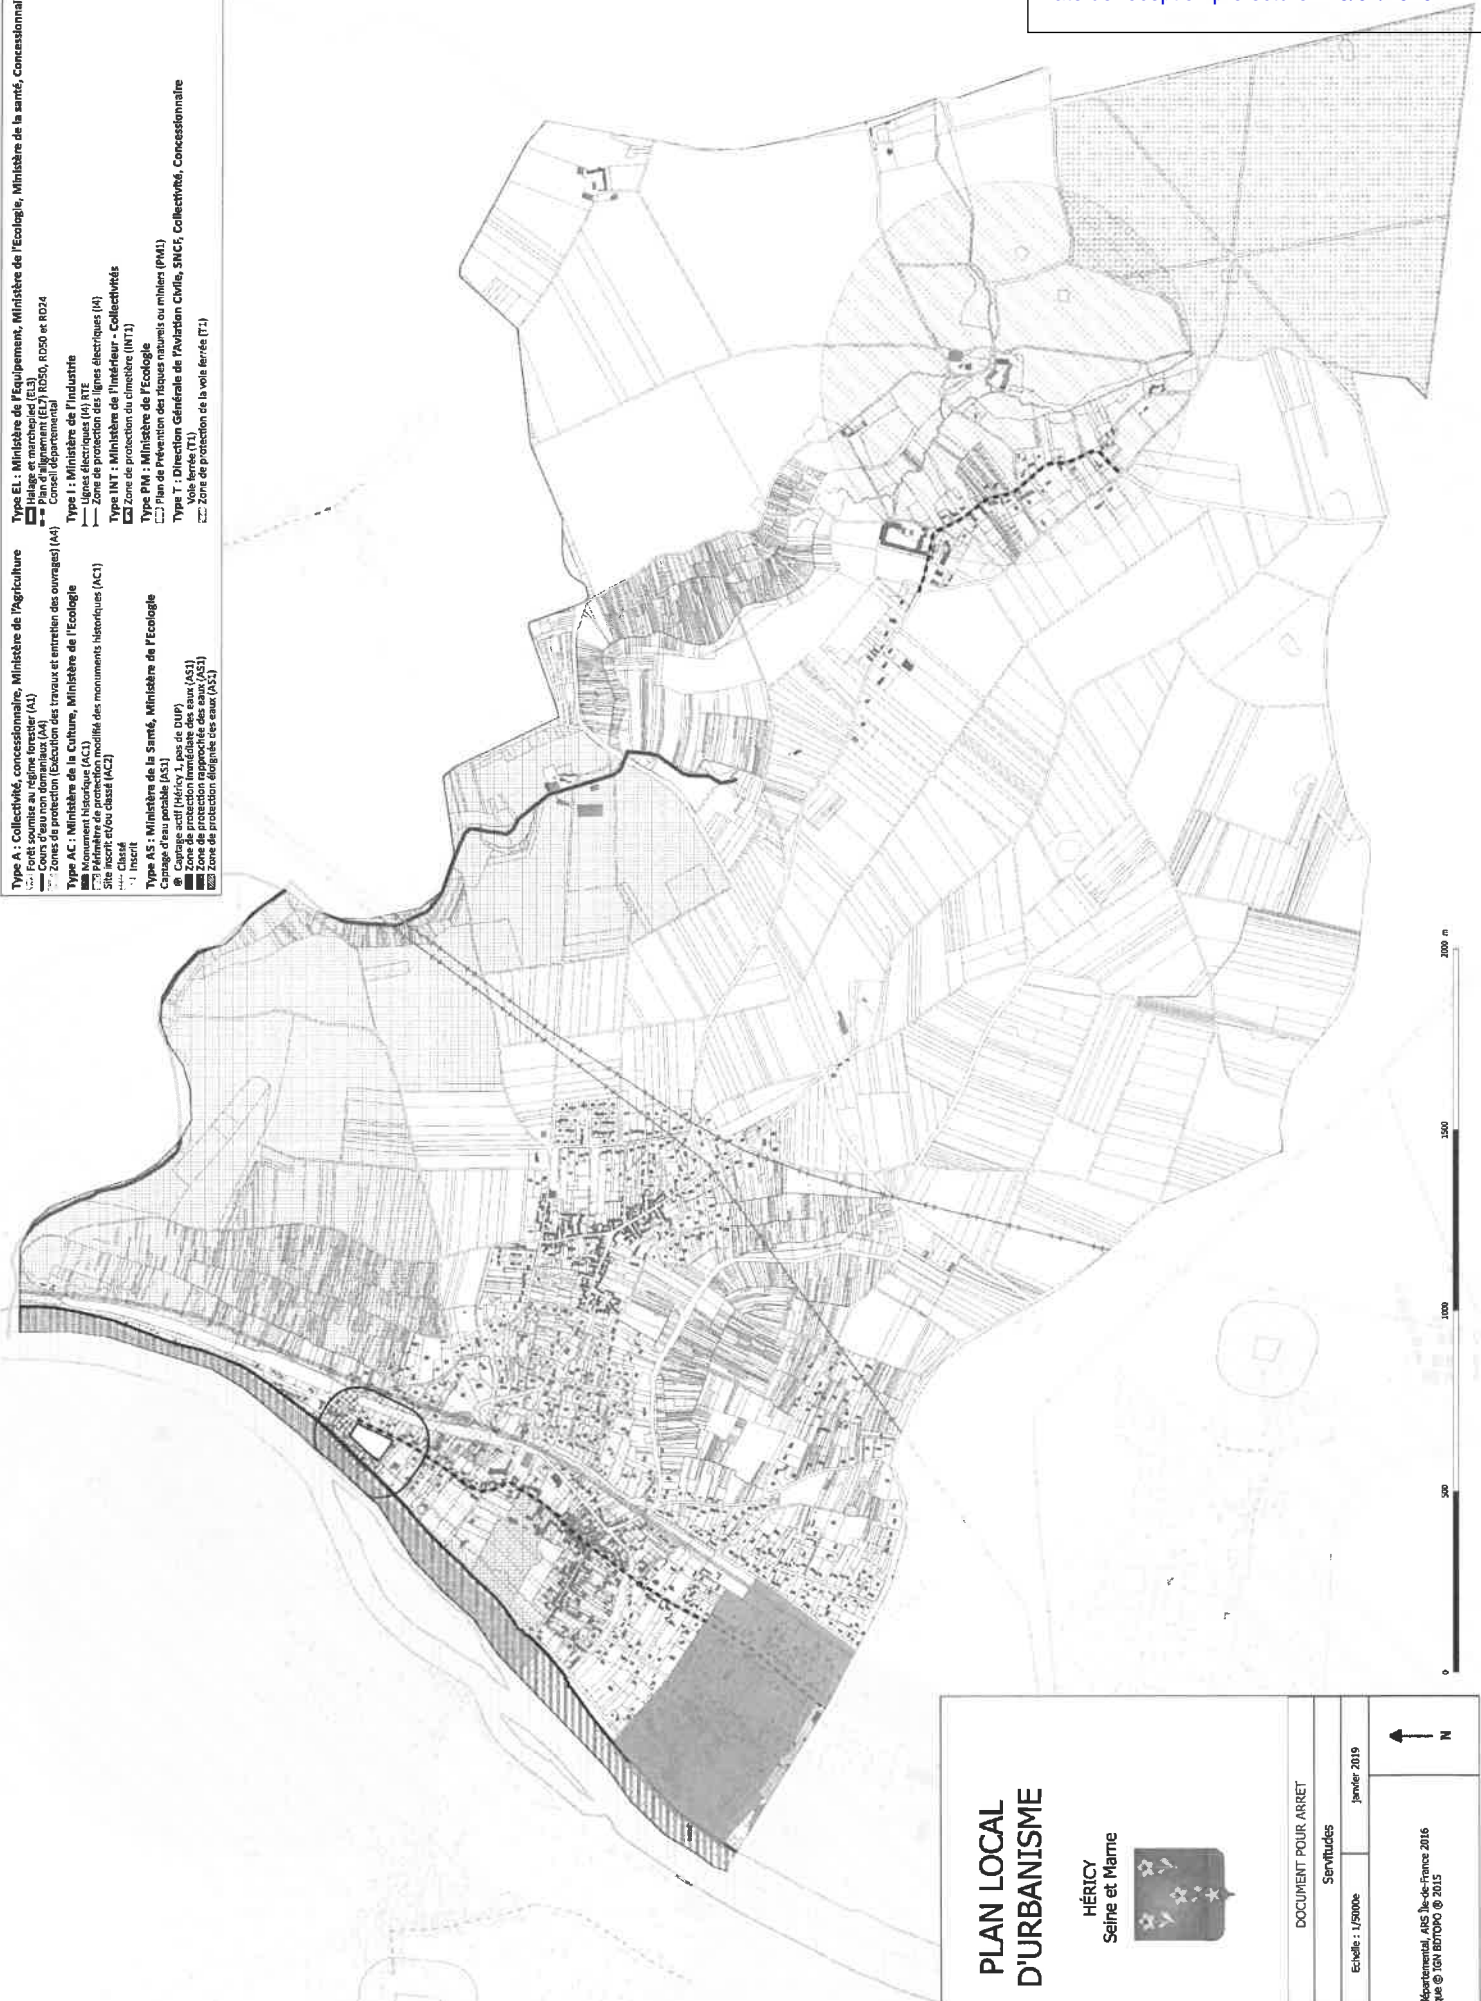 Type A : Collectivité, concessionnaire, Ministère de l'Agriculture
Forêt soumise au régime forestier (A1)
Cours d'eau non domaniaux (A4)
Zones de protection (Exécution des travaux et entretien des ouvrages) (A4)
Type AC : Ministère de la Culture, Ministère de l'Ecologie
Monument historique (AC1)
Périmètre de protection modifié des monuments historiques (AC1)
Site inscrit et/ou classé (AC2)
Classé
Inscrit
Type AS : Ministère de la Santé, Ministère de l'Ecologie
Captage d'eau potable (AS1)
Captage actif (Héricy 1, pas de DUP)
Zone de protection immédiate des eaux (AS1)
Zone de protection rapprochée des eaux (AS1)
Zone de protection éloignée des eaux (AS1)
Type EL : Ministère de l'Equipement, Ministère de l'Ecologie, Ministère de la santé,
Halage et marchepied (EL3)
Plan d'alignement (EL7) RD50, RD50 et RD24
Conseil départemental
Type I : Ministère de l'Industrie
Lignes électriques (I4) RTE
Zone de protection des lignes électriques (I4)
Type INT : Ministère de l'Intérieur - Collectivités
Zone de protection du cimetière (INT1)
Type PM : Ministère de l'Ecologie
Plan de Prévention des risques naturels ou miniers (PM1)
Type T : Direction Générale de l'Aviation Civile, SNCF, Collectivité, Concessionnaire
Voie ferrée (T1)
Zone de protection de la voie ferrée (T1)
0 500 1000 1500 2000 m
PLAN LOCAL
D'URBANISME
HÉRICY
Seine et Marne
DOCUMENT POUR ARRET
Servitudes
Echelle : 1/5000e
janvier 2019
N
ARS Île-de-France 2016
© IGN BDTOPO ® 2015